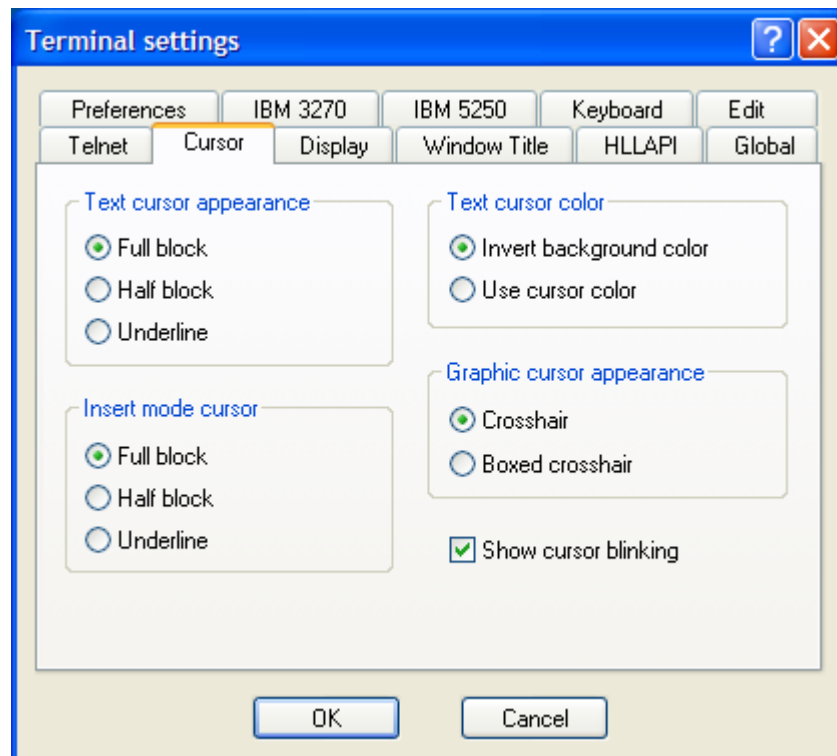 Terminal settings
Preferences IBM 3270 IBM 5250 Keyboard Edit
Telnet Cursor Display Window Title HLLAPI Global
Text cursor appearance
Full block
Half block
Underline
Text cursor color
Invert background color
Use cursor color
Insert mode cursor
Full block
Half block
Underline
Graphic cursor appearance
Crosshair
Boxed crosshair
Show cursor blinking
OK Cancel